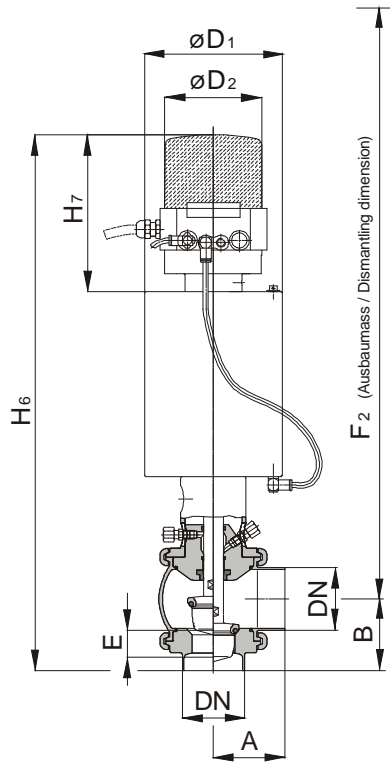 øD1
øD2
H7
H6
F2 (Ausbaumass / Dismantling dimension)
DN
B
E
DN
A